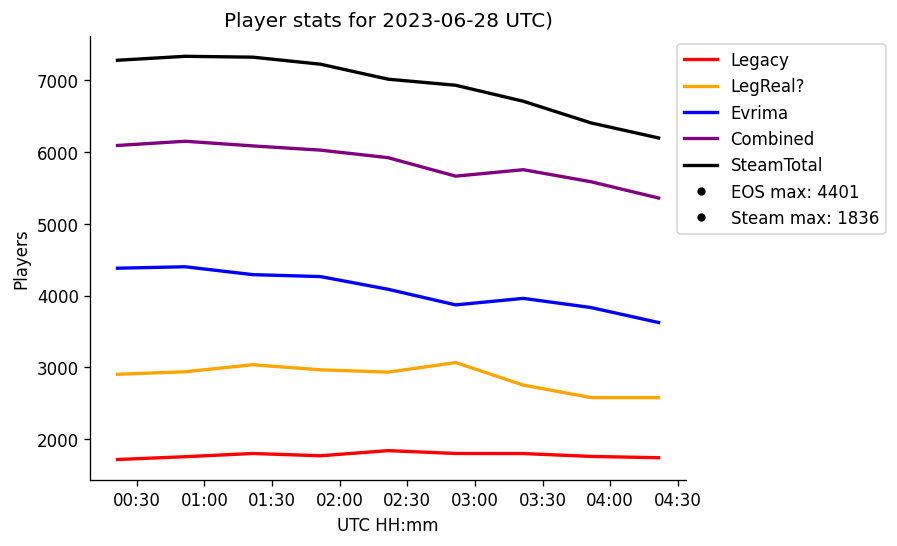 Player stats for 2023-06-28 UTC)
Legacy
LegReal?
Evrima
Combined
SteamTotal
EOS max: 4401
Steam max: 1836
Players
7000
6000
5000
4000
3000
2000
00:30 01:00 01:30 02:00 02:30 03:00 03:30 04:00 04:30
UTC HH:mm